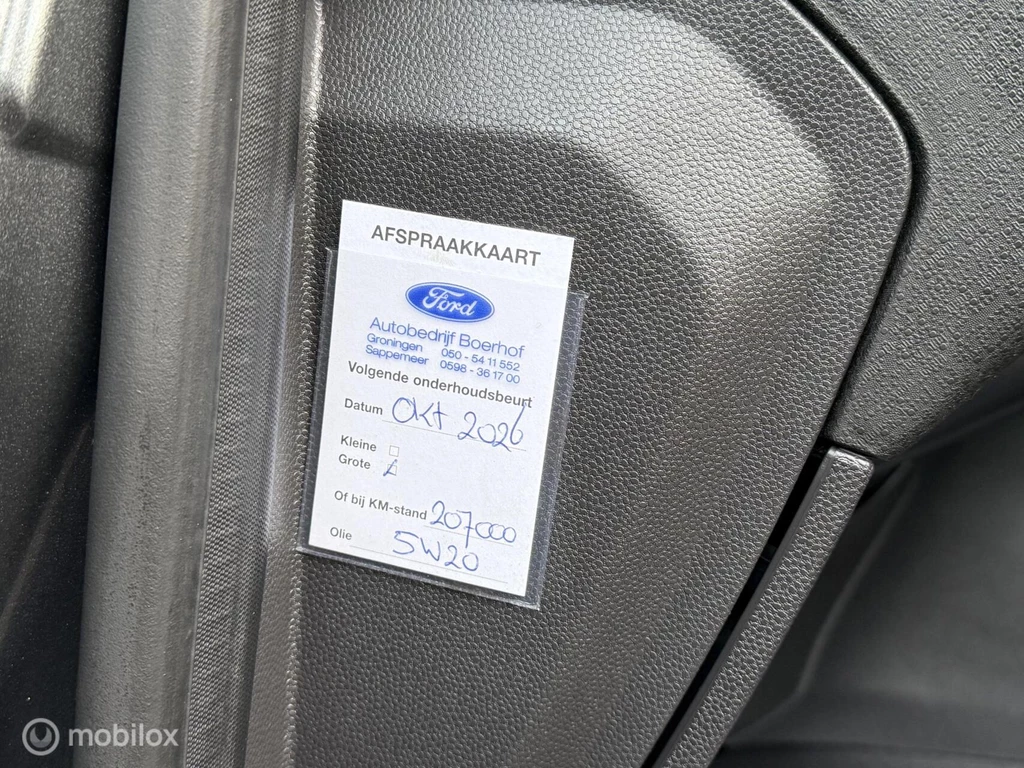 AFSPRAAKKAART
Ford
Autobedrijf Boerhof
Groningen 050 - 54 11 552
Sappemeer 0598 - 36 17 00
Volgende onderhoudsbeurt
Datum Okt 2026
Kleine
Grote
Of bij KM-stand 207000
Olie 5W20
mobilox